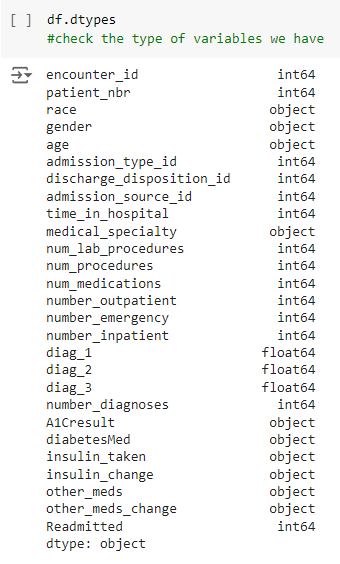 [ ] df.dtypes
#check the type of variables we have
encounter_id int64
patient_nbr int64
race object
gender object
age object
admission_type_id int64
discharge_disposition_id int64
admission_source_id int64
time_in_hospital int64
medical_specialty object
num_lab_procedures int64
num_procedures int64
num_medications int64
number_outpatient int64
number_emergency int64
number_inpatient int64
diag_1 float64
diag_2 float64
diag_3 float64
number_diagnoses int64
A1Cresult object
diabetesMed object
insulin_taken object
insulin_change object
other_meds object
other_meds_change object
Readmitted int64
dtype: object